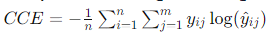 CCE = −\frac{1}{n} \sum_{i=1}^{n} \sum_{j=1}^{m} y_{ij} \log(\hat{y}_{ij})